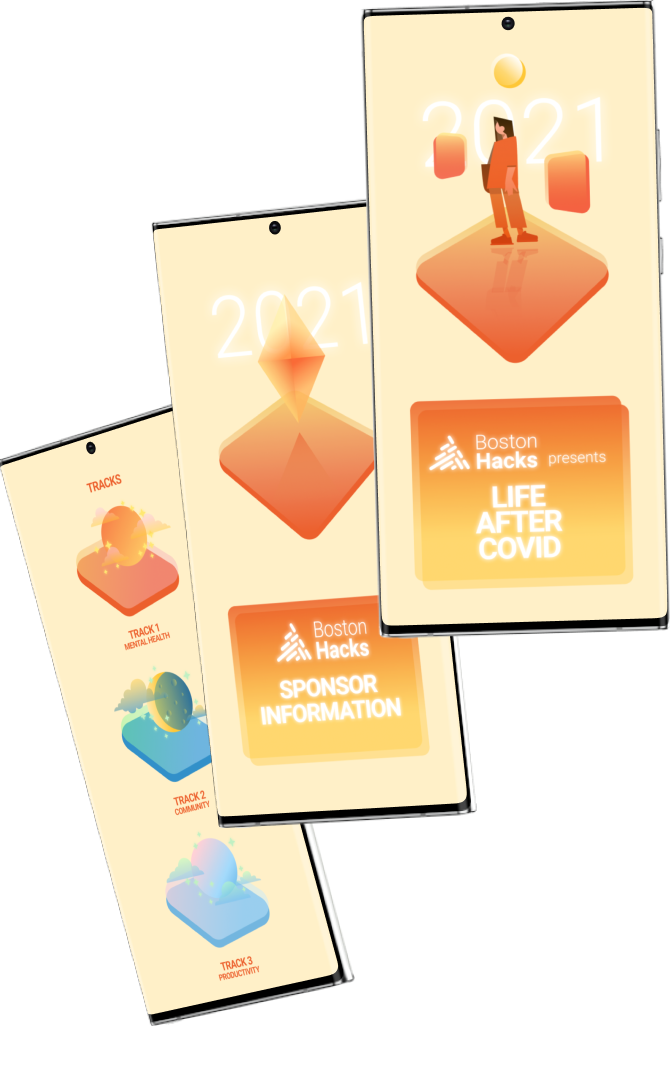 2021
Boston
Hacks presents
LIFE
AFTER
COVID
2021
Boston
Hacks
SPONSOR
INFORMATION
TRACKS
TRACK 1
MENTAL HEALTH
TRACK 2
COMMUNITY
TRACK 3
PRODUCTIVITY